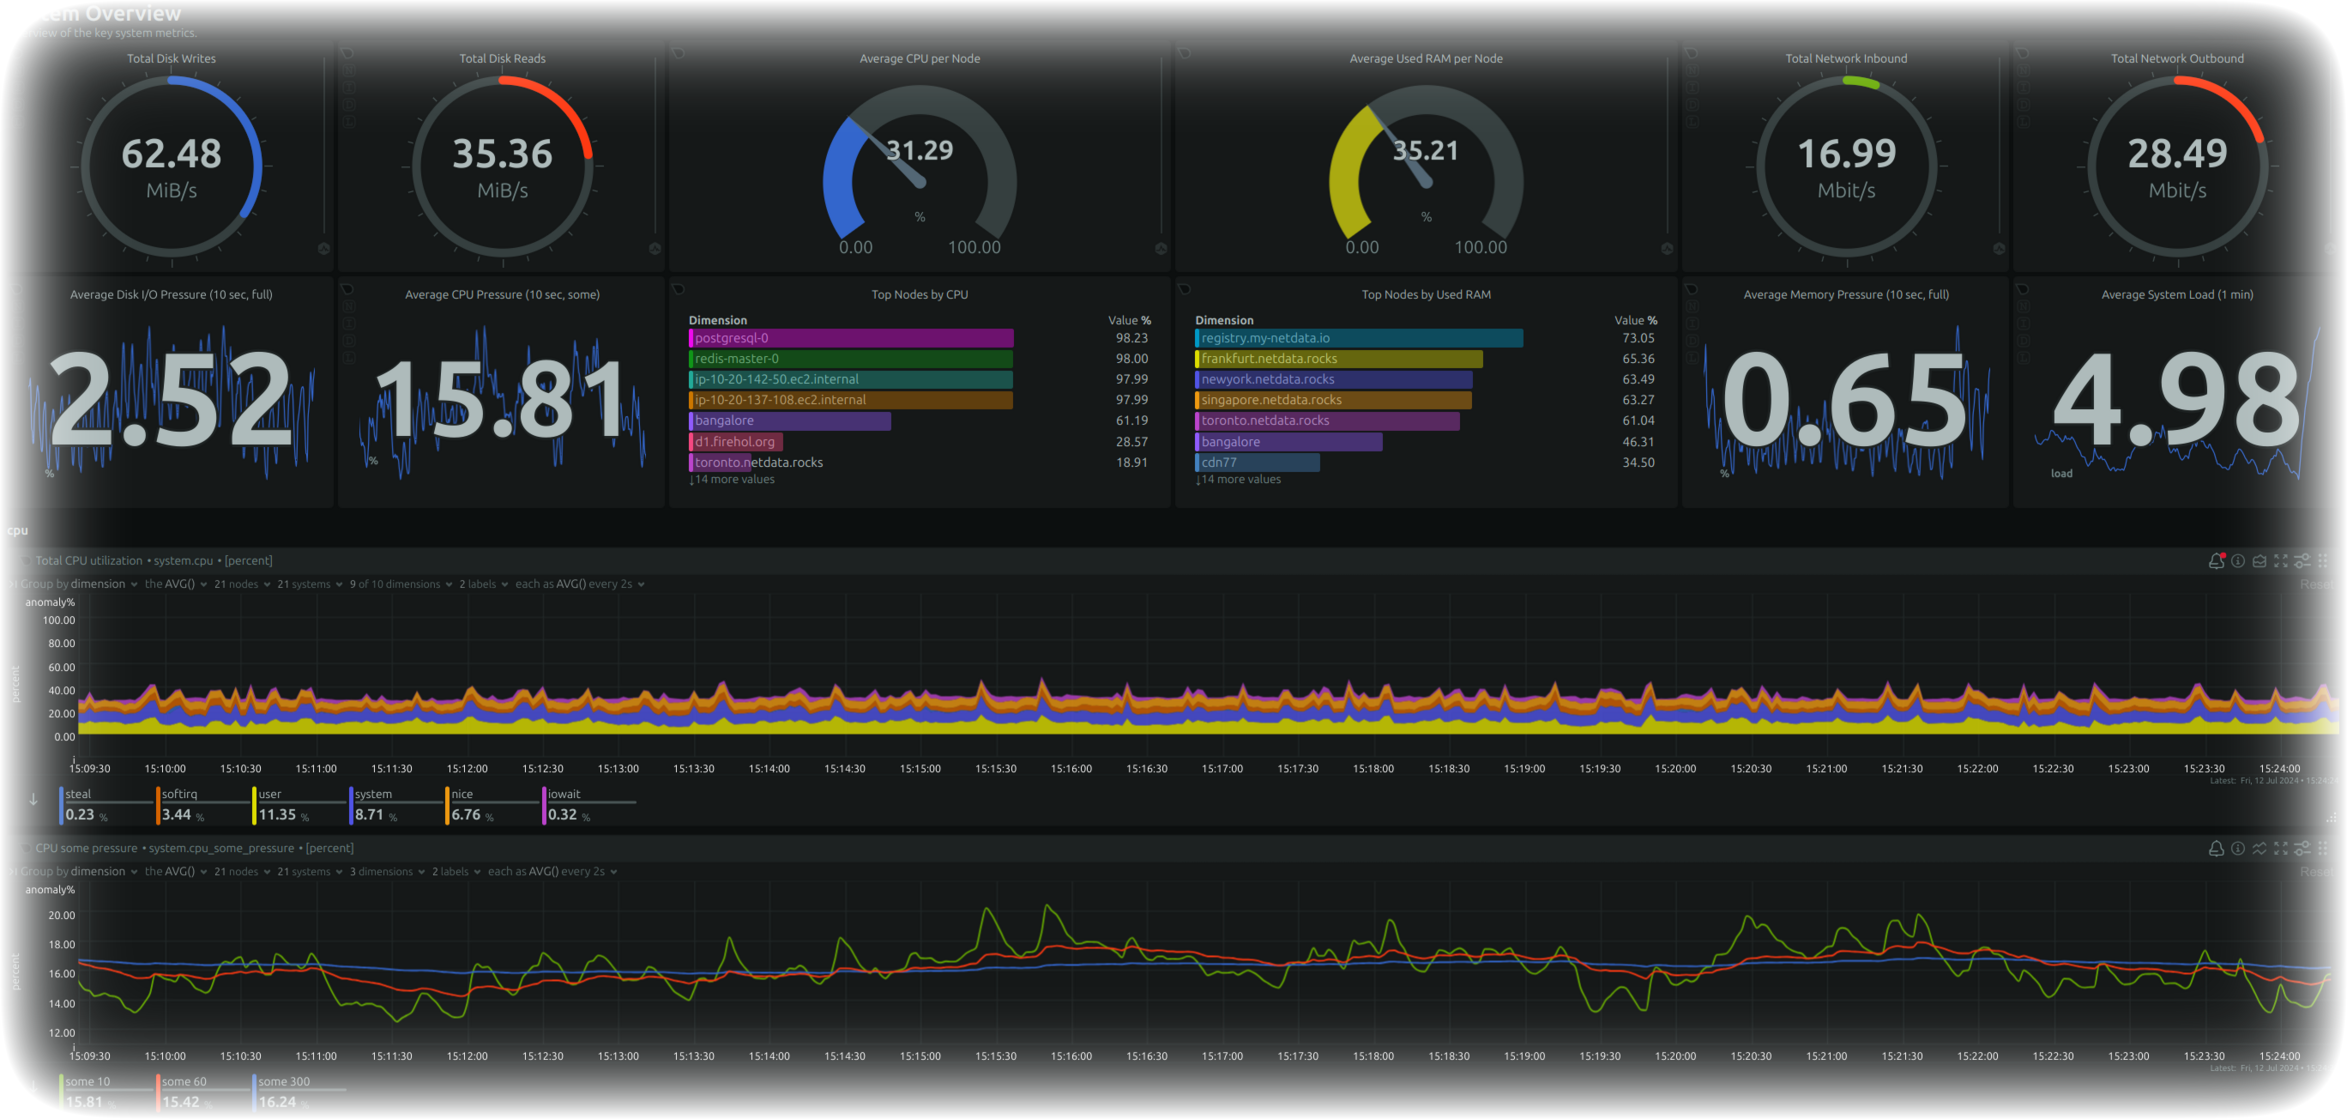 tem Overview
view of the key system metrics.
Total Disk Writes
62.48
MiB/s
Total Disk Reads
35.36
MiB/s
Average CPU per Node
31.29
%
0.00 100.00
Average Used RAM per Node
35.21
%
0.00 100.00
Total Network Inbound
16.99
Mbit/s
Total Network Outbound
28.49
Mbit/s
Average Disk I/O Pressure (10 sec, full)
2.52
%
Average CPU Pressure (10 sec, some)
15.81
%
Top Nodes by CPU
Dimension Value %
postgresql-0 98.23
redis-master-0 98.00
ip-10-20-142-50.ec2.internal 97.99
ip-10-20-137-108.ec2.internal 97.99
bangalore 61.19
d1.firehol.org 28.57
toronto.netdata.rocks 18.91
↓14 more values
Top Nodes by Used RAM
Dimension Value %
registry.my-netdata.io 73.05
frankfurt.netdata.rocks 65.36
newyork.netdata.rocks 63.49
singapore.netdata.rocks 63.27
toronto.netdata.rocks 61.04
bangalore 46.31
cdn77 34.50
↓14 more values
Average Memory Pressure (10 sec, full)
0.65
%
Average System Load (1 min)
4.98
load
cpu
Total CPU utilization • system.cpu • [percent]
Group by dimension the AVG() 21 nodes 21 systems 9 of 10 dimensions 2 labels each as AVG() every 2s Reset
anomaly%
100.00
80.00
60.00
40.00
20.00
0.00
percent
15:09:30 15:10:00 15:10:30 15:11:00 15:11:30 15:12:00 15:12:30 15:13:00 15:13:30 15:14:00 15:14:30 15:15:00 15:15:30 15:16:00 15:16:30 15:17:00 15:17:30 15:18:00 15:18:30 15:19:00 15:19:30 15:20:00 15:20:30 15:21:00 15:21:30 15:22:00 15:22:30 15:23:00 15:23:30 15:24:00
Latest: Fri, 12 Jul 2024 • 15:24
steal softirq user system nice iowait
0.23 % 3.44 % 11.35 % 8.71 % 6.76 % 0.32 %
CPU some pressure • system.cpu_some_pressure • [percent]
Group by dimension the AVG() 21 nodes 21 systems 3 dimensions 2 labels each as AVG() every 2s Reset
anomaly%
20.00
18.00
16.00
14.00
12.00
percent
15:09:30 15:10:00 15:10:30 15:11:00 15:11:30 15:12:00 15:12:30 15:13:00 15:13:30 15:14:00 15:14:30 15:15:00 15:15:30 15:16:00 15:16:30 15:17:00 15:17:30 15:18:00 15:18:30 15:19:00 15:19:30 15:20:00 15:20:30 15:21:00 15:21:30 15:22:00 15:22:30 15:23:00 15:23:30 15:24:00
Latest: Fri, 12 Jul 2024 • 15:24
some 10 some 60 some 300
15.81 % 15.42 % 16.24 %